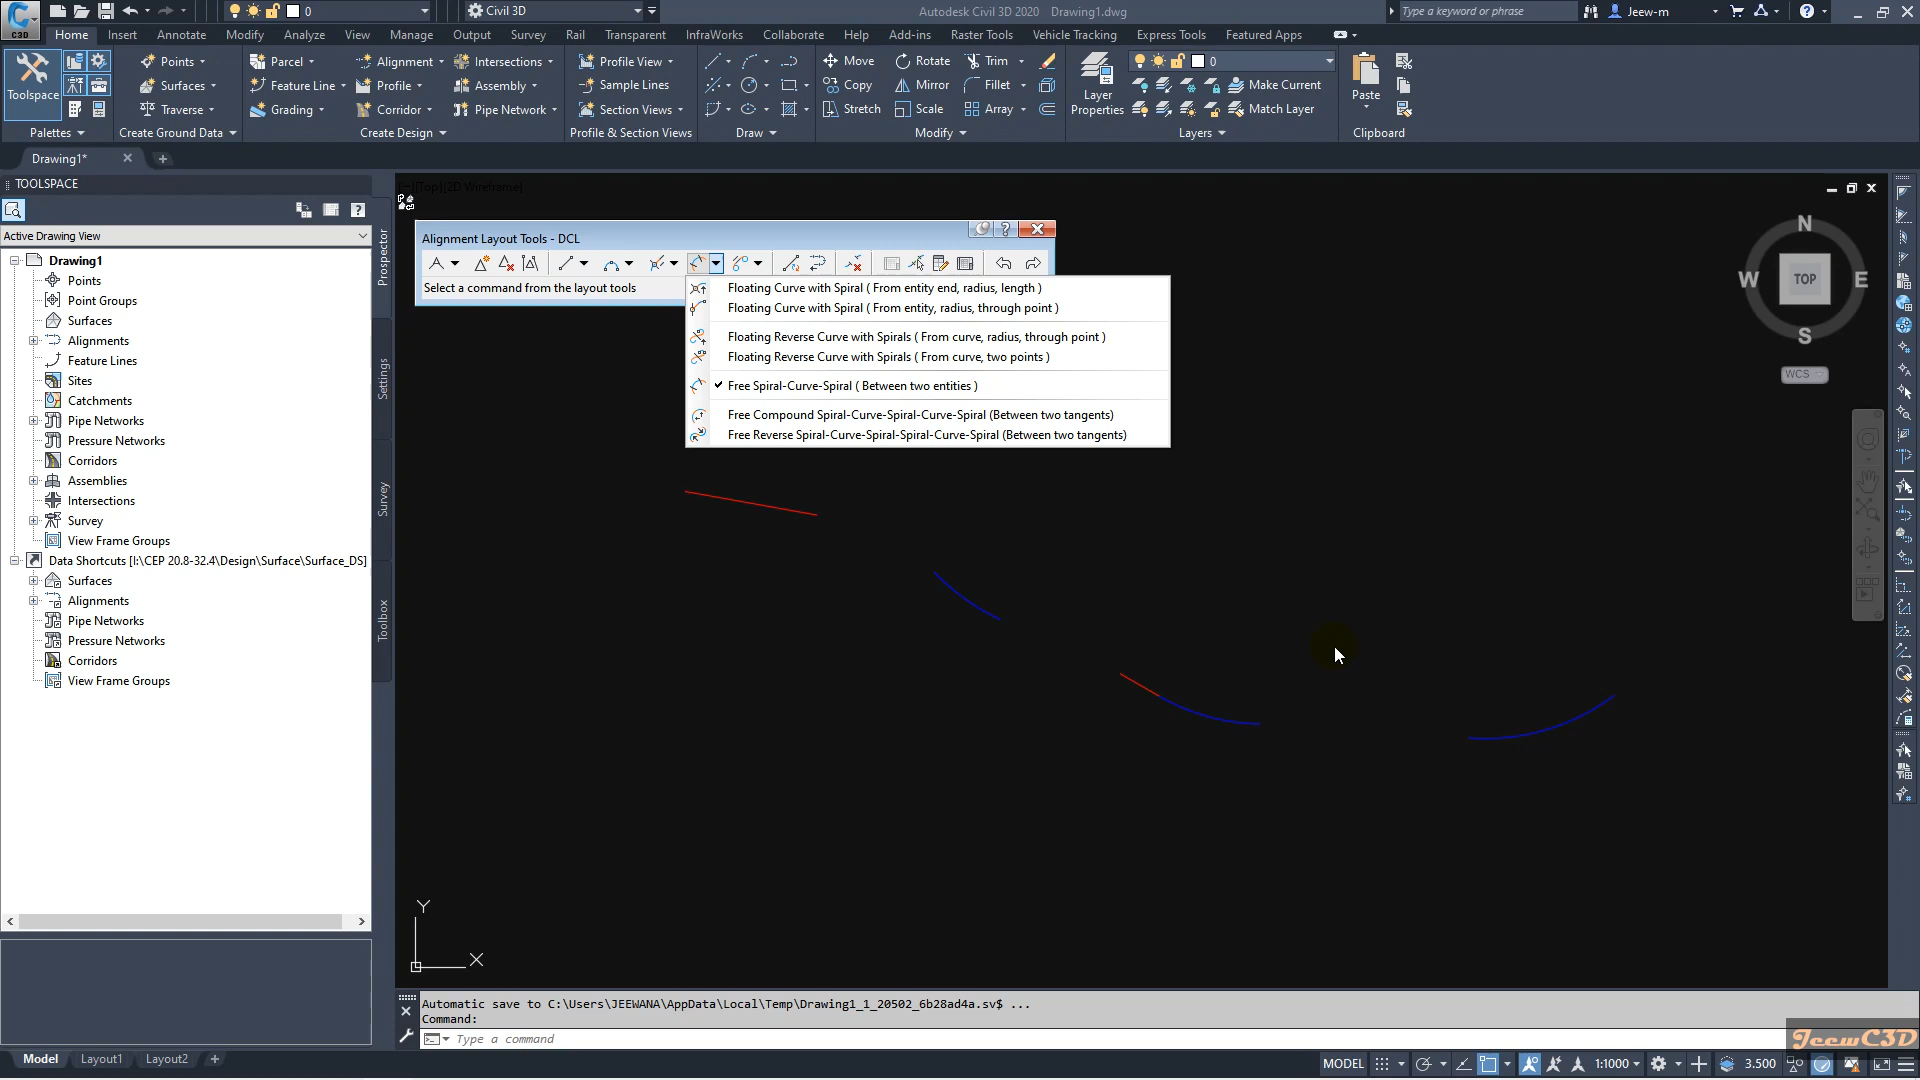 C3D
0
Civil 3D
Autodesk Civil 3D 2020 Drawing1.dwg
Type a keyword or phrase
Jeew-m
Home Insert Annotate Modify Analyze View Manage Output Survey Rail Transparent InfraWorks Collaborate Help Add-ins Raster Tools Vehicle Tracking Express Tools Featured Apps
Toolspace
Palettes
Points
Surfaces
Traverse
Create Ground Data
Parcel
Feature Line
Grading
Alignment
Profile
Corridor
Intersections
Assembly
Pipe Network
Create Design
Profile View
Sample Lines
Section Views
Profile & Section Views
Draw
Move
Copy
Stretch
Rotate
Mirror
Scale
Trim
Fillet
Array
Modify
Layer
Properties
0
Make Current
Match Layer
Layers
Paste
Clipboard
Drawing1*
TOOLSPACE
Active Drawing View
Drawing1
Points
Point Groups
Surfaces
Alignments
Feature Lines
Sites
Catchments
Pipe Networks
Pressure Networks
Corridors
Assemblies
Intersections
Survey
View Frame Groups
Data Shortcuts [I:\CEP 20.8-32.4\Design\Surface\Surface_DS]
Surfaces
Alignments
Pipe Networks
Pressure Networks
Corridors
View Frame Groups
Prospector
Settings
Survey
Toolbox
[-][Top][2D Wireframe]
Alignment Layout Tools - DCL
Select a command from the layout tools
Floating Curve with Spiral ( From entity end, radius, length )
Floating Curve with Spiral ( From entity, radius, through point )
Floating Reverse Curve with Spirals ( From curve, radius, through point )
Floating Reverse Curve with Spirals ( From curve, two points )
Free Spiral-Curve-Spiral ( Between two entities )
Free Compound Spiral-Curve-Spiral-Curve-Spiral (Between two tangents)
Free Reverse Spiral-Curve-Spiral-Spiral-Curve-Spiral (Between two tangents)
N
W TOP E
S
WCS
Y
X
Automatic save to C:\Users\JEEWANA\AppData\Local\Temp\Drawing1_1_20502_6b28ad4a.sv$ ...
Command:
Type a command
JeewC3D
Model Layout1 Layout2
MODEL
1:1000
3.500